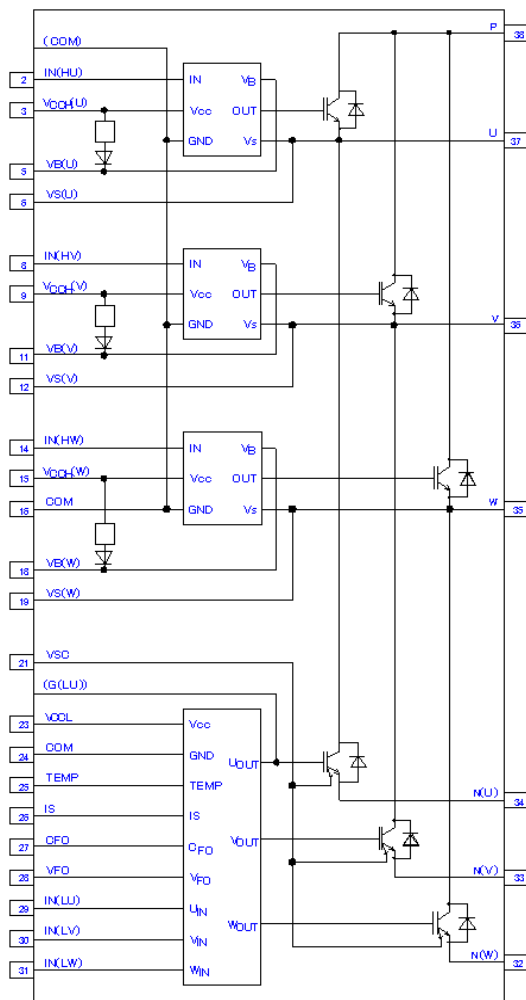 P 38
(COM)
2 IN(HU) IN VB
3 VCCH(U) Vcc OUT
GND Vs U 37
5 VB(U)
6 VS(U)
8 IN(HV) IN VB
9 VCCH(V) Vcc OUT
GND Vs V 36
11 VB(V)
12 VS(V)
14 IN(HW) IN VB
15 VCCH(W) Vcc OUT
16 COM GND Vs W 35
18 VB(W)
19 VS(W)
21 VSC
(G(LU))
23 VCCL Vcc
24 COM GND UOUT
25 TEMP TEMP
N(U) 34
26 IS IS
27 CFO CFO VOUT
28 VFO VFO N(V) 33
29 IN(LU) UIN
WOUT
30 IN(LV) VIN
N(W) 32
31 IN(LW) WIN